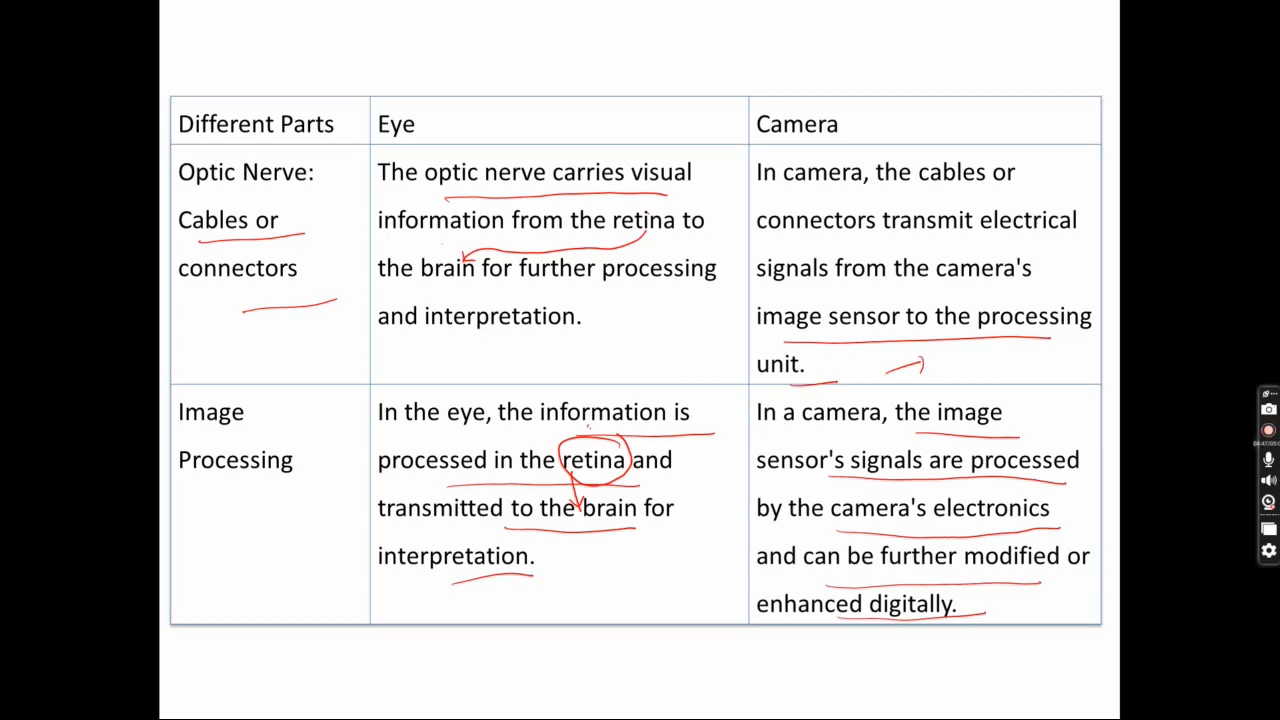 Different Parts
Eye
Camera
Optic Nerve:
Cables or
connectors
The optic nerve carries visual
information from the retina to
the brain for further processing
and interpretation.
In camera, the cables or
connectors transmit electrical
signals from the camera's
image sensor to the processing
unit.
Image
Processing
In the eye, the information is
processed in the retina and
transmitted to the brain for
interpretation.
In a camera, the image
sensor's signals are processed
by the camera's electronics
and can be further modified or
enhanced digitally.